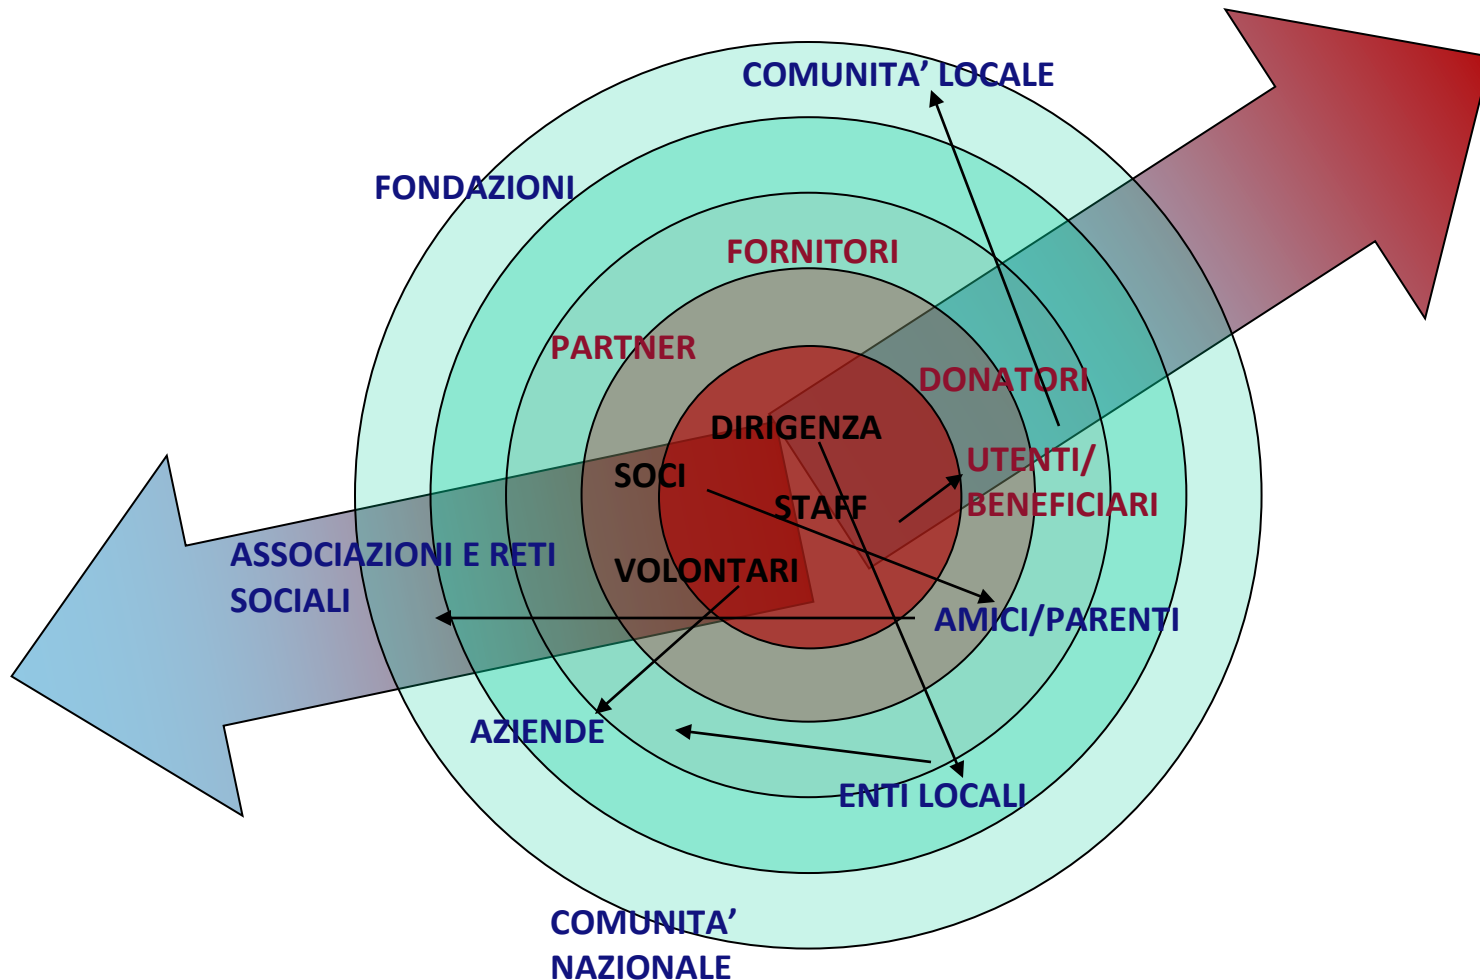 COMUNITA’ LOCALE
FONDAZIONI
FORNITORI
PARTNER
DONATORI
DIRIGENZA
SOCI
UTENTI/
BENEFICIARI
STAFF
ASSOCIAZIONI E RETI
SOCIALI
VOLONTARI
AMICI/PARENTI
AZIENDE
ENTI LOCALI
COMUNITA’
NAZIONALE